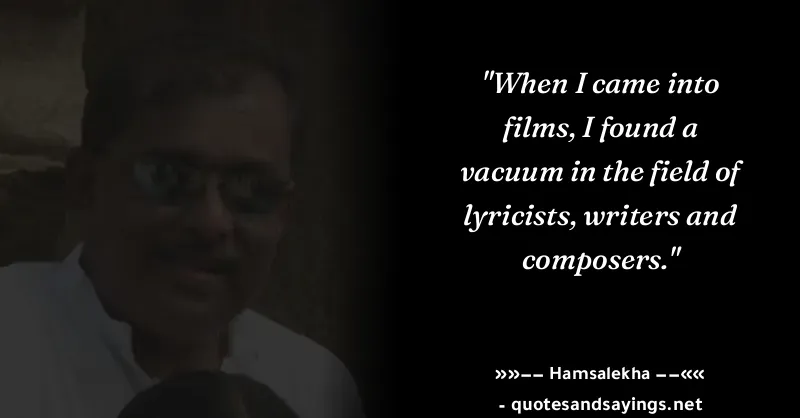 "When I came into
films, I found a
vacuum in the field of
lyricists, writers and
composers."
»»−− Hamsalekha −−««
- quotesandsayings.net